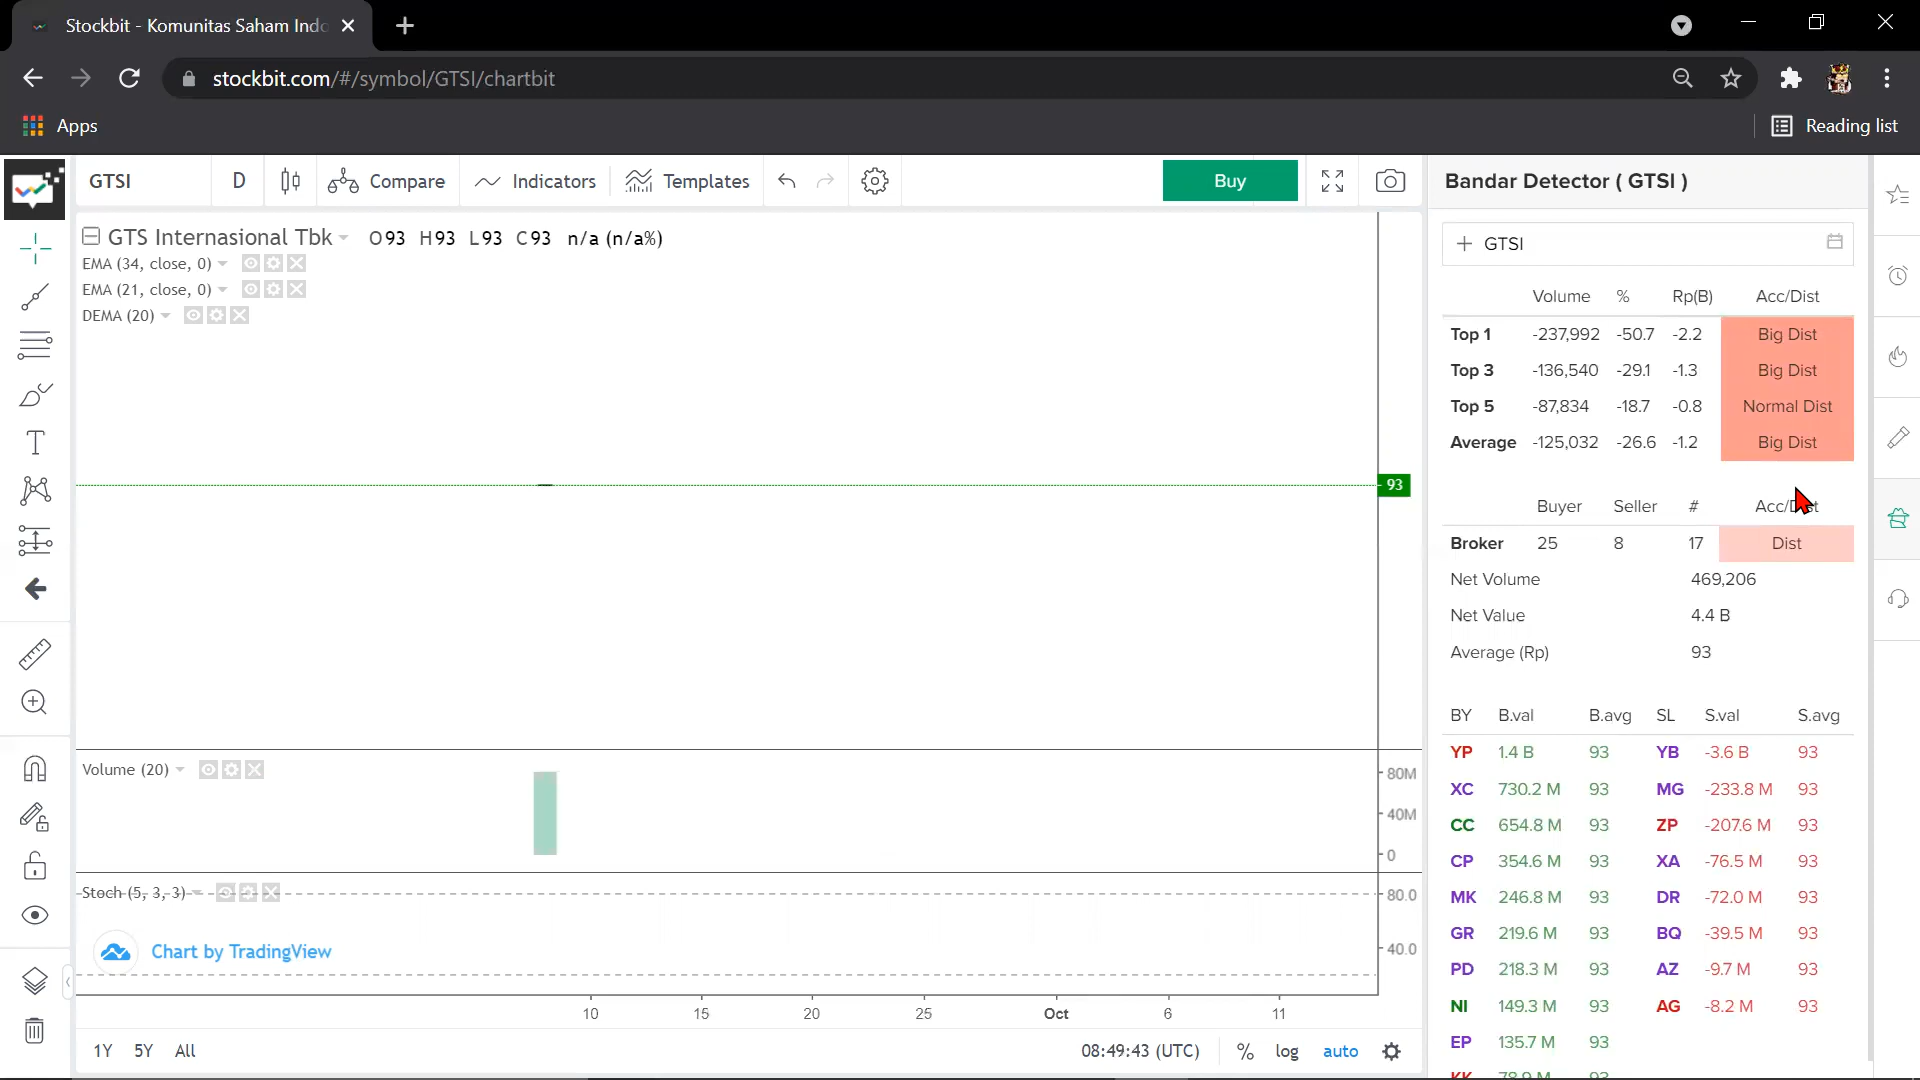 Stockbit - Komunitas Saham Indo
stockbit.com/#/symbol/GTSI/chartbit
Apps
Reading list
GTSI
D
Compare
Indicators
Templates
Buy
GTS Internasional Tbk O93 H93 L93 C93 n/a (n/a%)
EMA (34, close, 0)
EMA (21, close, 0)
DEMA (20)
93
Volume (20)
80M
40M
0
Stoch (5, 3, 3)
80.0
40.0
Chart by TradingView
10 15 20 25 Oct 6 11
1Y 5Y All
08:49:43 (UTC) % log auto
Bandar Detector ( GTSI )
GTSI
Volume % Rp(B) Acc/Dist
Top 1 -237,992 -50.7 -2.2 Big Dist
Top 3 -136,540 -29.1 -1.3 Big Dist
Top 5 -87,834 -18.7 -0.8 Normal Dist
Average -125,032 -26.6 -1.2 Big Dist
Buyer Seller # Acc/Dist
Broker 25 8 17 Dist
Net Volume 469,206
Net Value 4.4 B
Average (Rp) 93
BY B.val B.avg SL S.val S.avg
YP 1.4 B 93 YB -3.6 B 93
XC 730.2 M 93 MG -233.8 M 93
CC 654.8 M 93 ZP -207.6 M 93
CP 354.6 M 93 XA -76.5 M 93
MK 246.8 M 93 DR -72.0 M 93
GR 219.6 M 93 BQ -39.5 M 93
PD 218.3 M 93 AZ -9.7 M 93
NI 149.3 M 93 AG -8.2 M 93
EP 135.7 M 93
KK 78.9 M 93